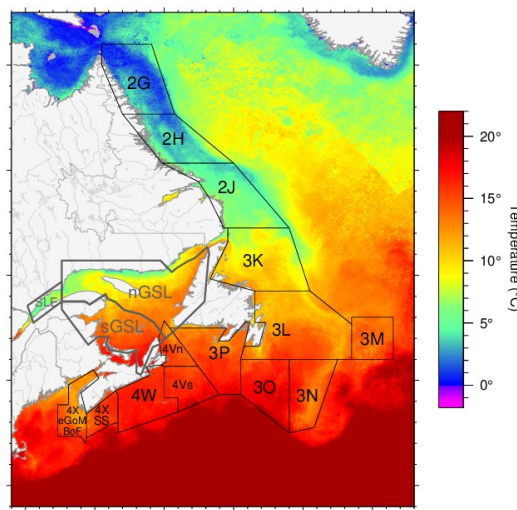 2G
2H
2J
3K
nGSL
SLE
sGSL
3L
3M
4Vn
3P
4Vs
4W
3O
3N
4X
eGoM
BoF
4X
SS
20°
15°
10°
5°
0°
Temperature (°C)